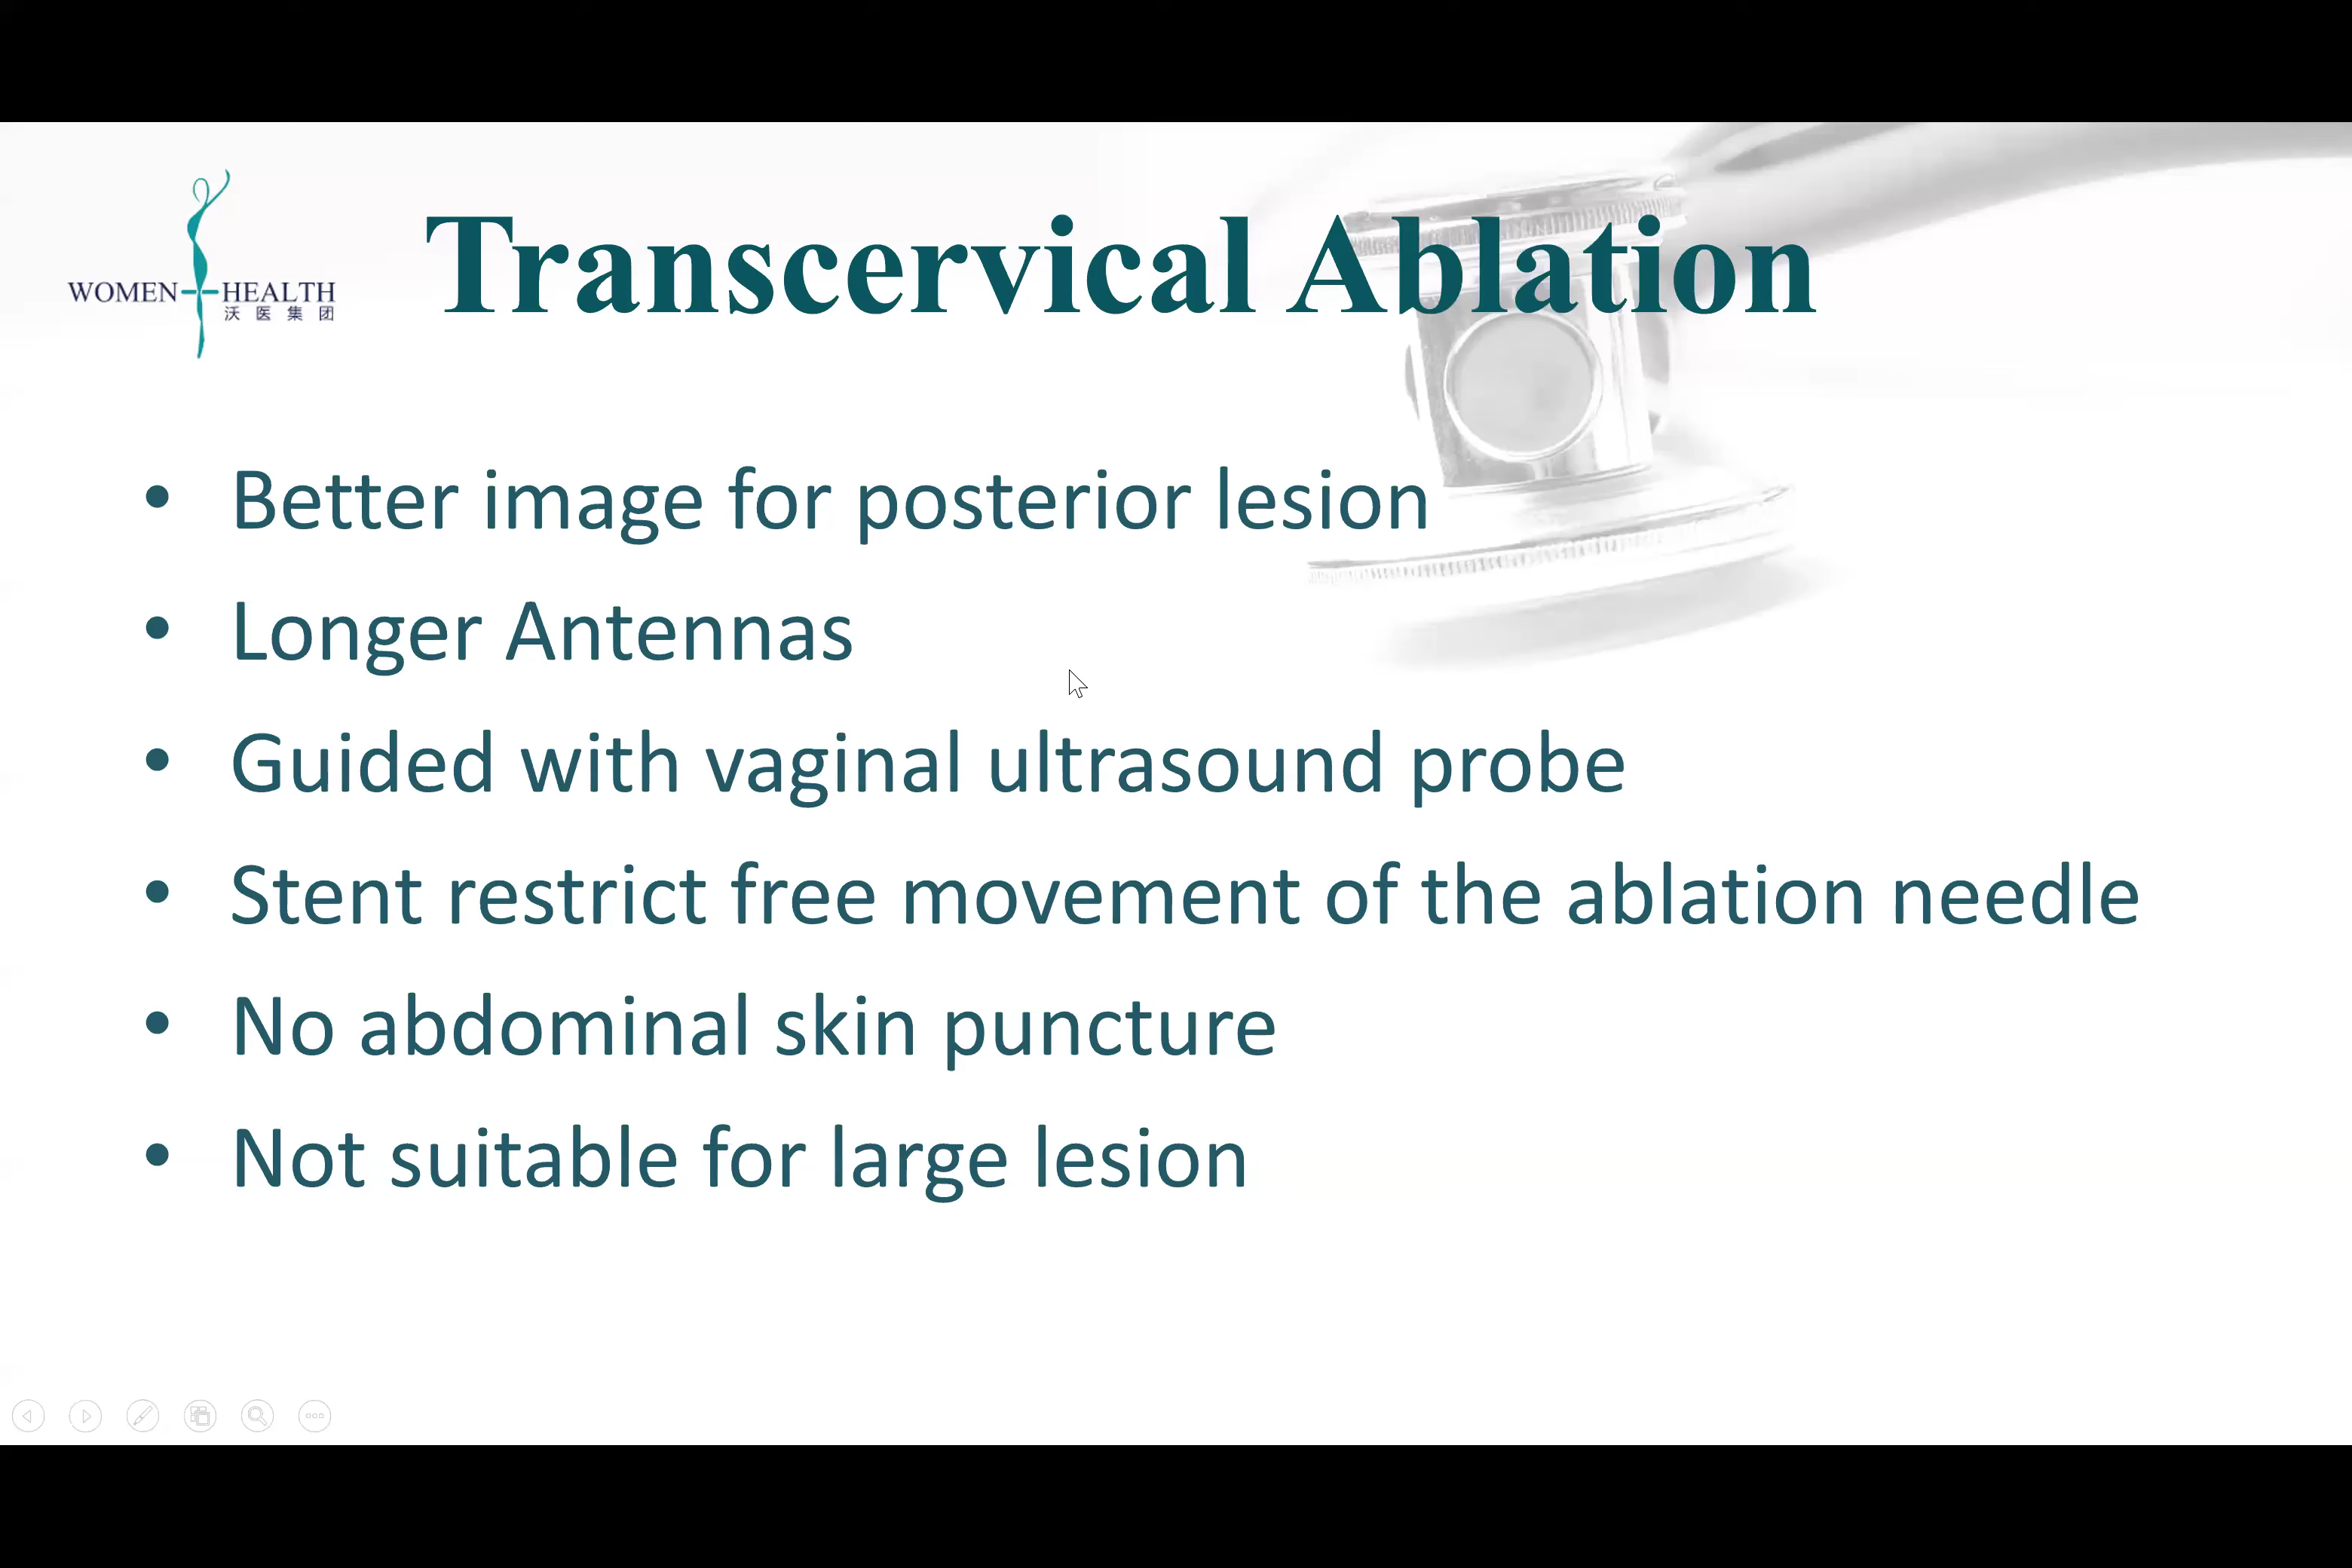 WOMEN HEALTH
沃医集团
Transcervical Ablation
• Better image for posterior lesion
• Longer Antennas
• Guided with vaginal ultrasound probe
• Stent restrict free movement of the ablation needle
• No abdominal skin puncture
• Not suitable for large lesion